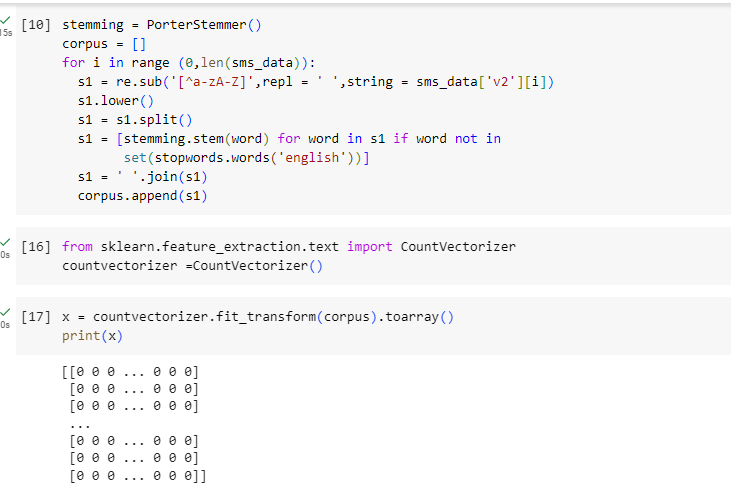 [10] stemming = PorterStemmer()
corpus = []
for i in range (0,len(sms_data)):
s1 = re.sub('[^a-zA-Z]',repl = ' ',string = sms_data['v2'][i])
s1.lower()
s1 = s1.split()
s1 = [stemming.stem(word) for word in s1 if word not in
set(stopwords.words('english'))]
s1 = ' '.join(s1)
corpus.append(s1)
15s
[16] from sklearn.feature_extraction.text import CountVectorizer
0s
countvectorizer =CountVectorizer()
[17] x = countvectorizer.fit_transform(corpus).toarray()
0s
print(x)
[[0 0 0 ... 0 0 0]
[0 0 0 ... 0 0 0]
[0 0 0 ... 0 0 0]
...
[0 0 0 ... 0 0 0]
[0 0 0 ... 0 0 0]
[0 0 0 ... 0 0 0]]